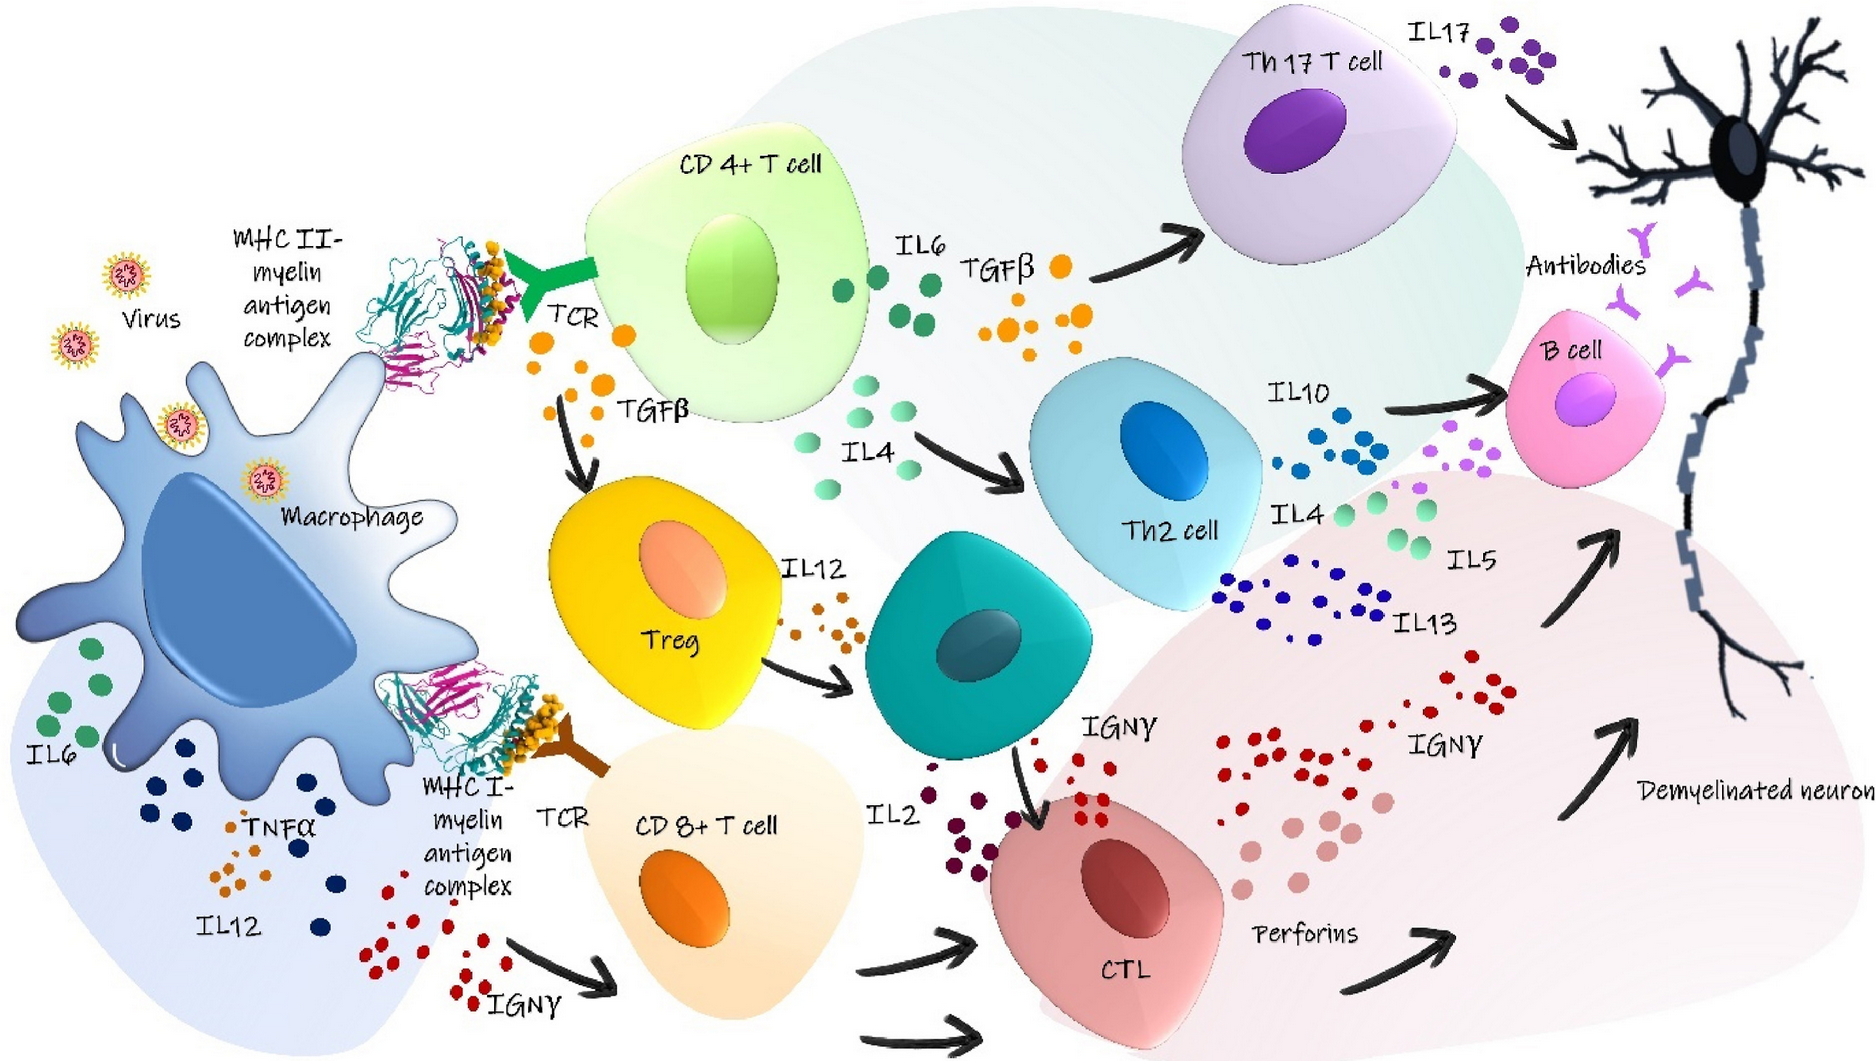 IL17
Th 17 T cell
CD 4+ T cell
MHC II-
myelin
antigen
complex
Virus
TCR
IL6
TGFβ
Antibodies
B cell
TGFβ
IL4
IL10
Macrophage
IL4
Th2 cell
IL5
IL12
Treg
IL13
IL6
IGNγ
IGNγ
MHC I-
myelin
antigen
complex
TCR
TNFα
IL12
CD 8+ T cell
IL2
Demyelinated neuron
Perforins
CTL
IGNγ